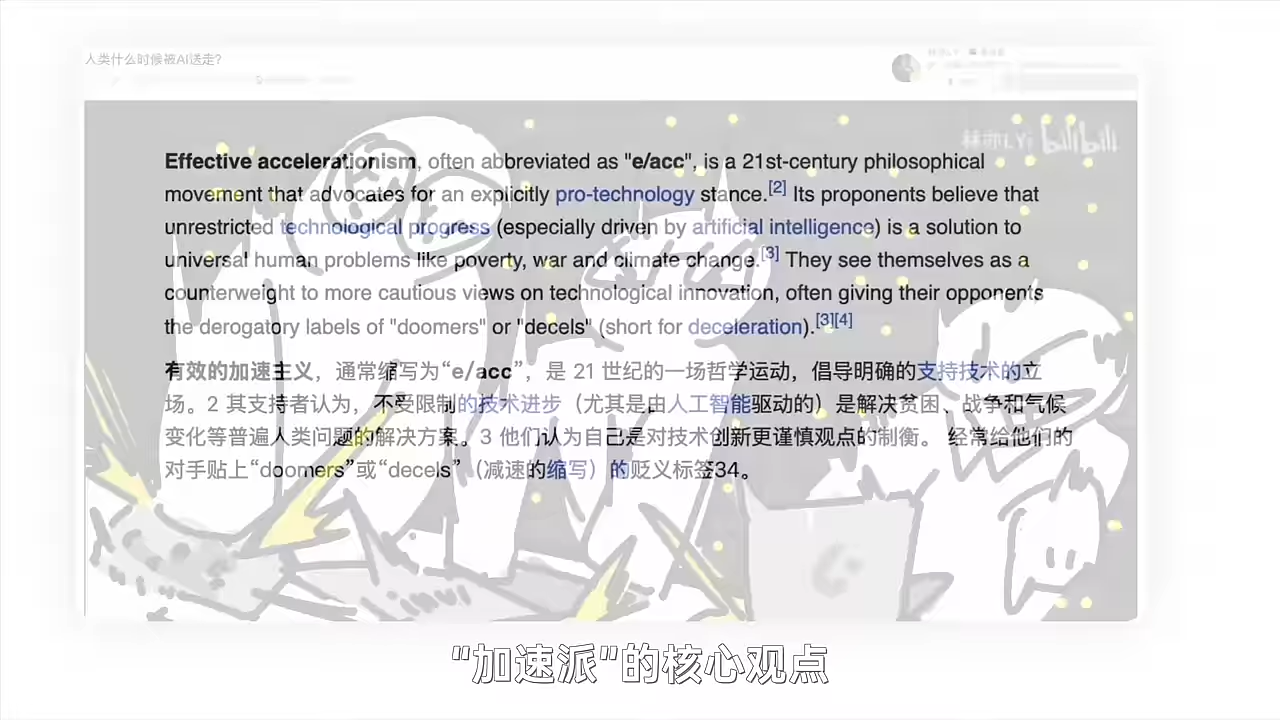 人类什么时候被AI送走?
林亦LYi bilibili
Effective accelerationism, often abbreviated as "e/acc", is a 21st-century philosophical
movement that advocates for an explicitly pro-technology stance.[2] Its proponents believe that
unrestricted technological progress (especially driven by artificial intelligence) is a solution to
universal human problems like poverty, war and climate change.[3] They see themselves as a
counterweight to more cautious views on technological innovation, often giving their opponents
the derogatory labels of "doomers" or "decels" (short for deceleration).[3][4]
有效的加速主义，通常缩写为“e/acc”，是 21 世纪的一场哲学运动，倡导明确的支持技术的立
场。2 其支持者认为，不受限制的技术进步（尤其是由人工智能驱动的）是解决贫困、战争和气候
变化等普遍人类问题的解决方案。3 他们认为自己是对技术创新更谨慎观点的制衡。 经常给他们的
对手贴上“doomers”或“decels”（减速的缩写）的贬义标签34。
“加速派”的核心观点